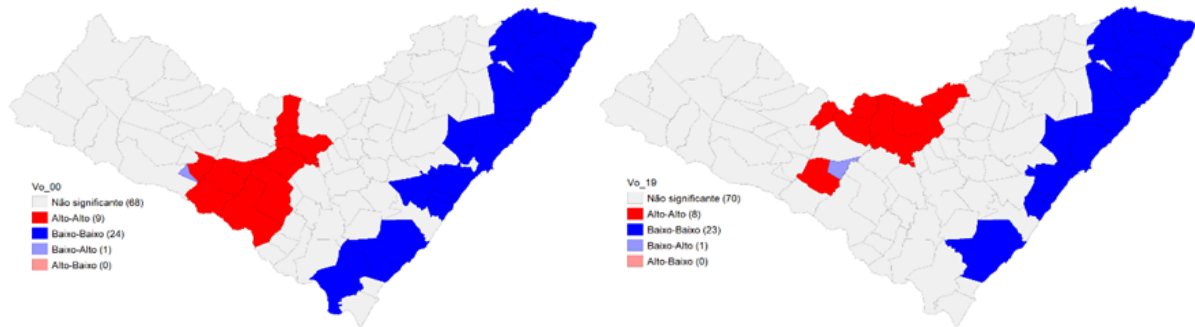 Vo_00
Não significante (68)
Alto-Alto (9)
Baixo-Baixo (24)
Baixo-Alto (1)
Alto-Baixo (0)
Vo_19
Não significante (70)
Alto-Alto (8)
Baixo-Baixo (23)
Baixo-Alto (1)
Alto-Baixo (0)